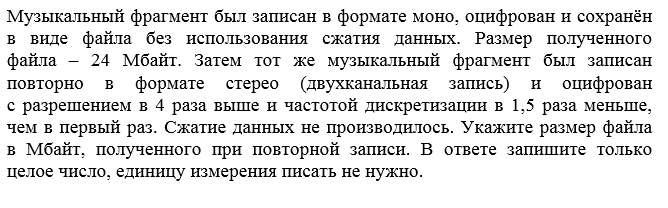 Музыкальный фрагмент был записан в формате моно, оцифрован и сохранён
в виде файла без использования сжатия данных. Размер полученного
файла – 24 Мбайт. Затем тот же музыкальный фрагмент был записан
повторно в формате стерео (двухканальная запись) и оцифрован
с разрешением в 4 раза выше и частотой дискретизации в 1,5 раза меньше,
чем в первый раз. Сжатие данных не производилось. Укажите размер файла
в Мбайт, полученного при повторной записи. В ответе запишите только
целое число, единицу измерения писать не нужно.